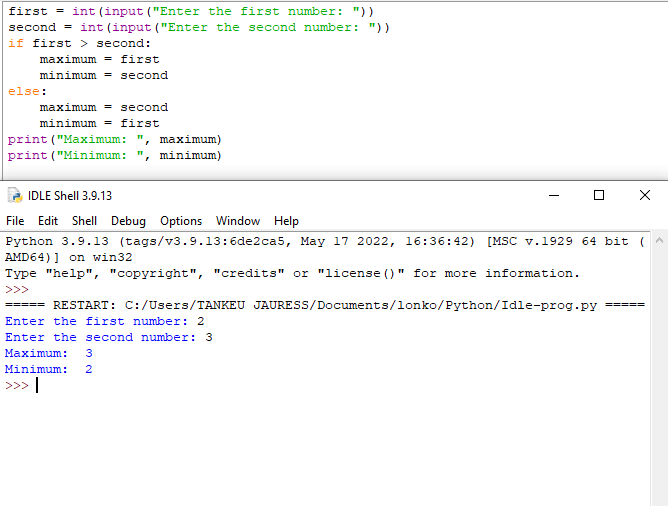 first = int(input("Enter the first number: "))
second = int(input("Enter the second number: "))
if first > second:
    maximum = first
    minimum = second
else:
    maximum = second
    minimum = first
print("Maximum: ", maximum)
print("Minimum: ", minimum)
IDLE Shell 3.9.13
File Edit Shell Debug Options Window Help
Python 3.9.13 (tags/v3.9.13:6de2ca5, May 17 2022, 16:36:42) [MSC v.1929 64 bit (
AMD64)] on win32
Type "help", "copyright", "credits" or "license()" for more information.
>>>
===== RESTART: C:/Users/TANKEU JAURESS/Documents/lonko/Python/Idle-prog.py =====
Enter the first number: 2
Enter the second number: 3
Maximum:  3
Minimum:  2
>>>